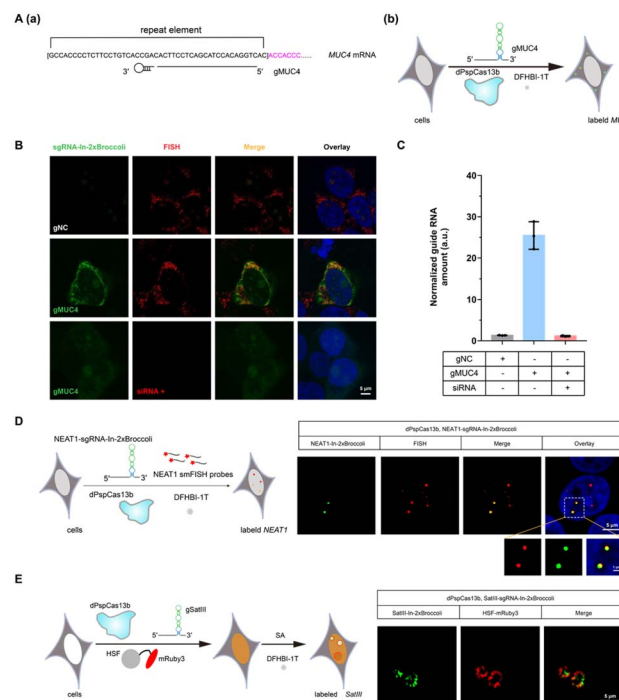 A (a)
repeat element
[GCCACCCCTCTTCCTGTCACCGACACTTCCTCAGCATCCACAGGTCAC]ACCACCC......
MUC4 mRNA
3'
5'
gMUC4
(b)
gMUC4
5'
3'
dPspCas13b
DFHBI-1T
cells
labeld MU
B
sgRNA-In-2xBroccoli
FISH
Merge
Overlay
gNC
gMUC4
gMUC4
siRNA +
5 μm
C
Normalized guide RNA
amount (a.u.)
40
30
20
10
0
gNC + - -
gMUC4 - + +
siRNA - - +
D
NEAT1-sgRNA-In-2xBroccoli
5'
3'
NEAT1 smFISH probes
dPspCas13b
DFHBI-1T
cells
labeld NEAT1
dPspCas13b, NEAT1-sgRNA-In-2xBroccoli
NEAT1-In-2xBroccoli
FISH
Merge
Overlay
5 μm
E
dPspCas13b
gSatIII
5'
3'
HSF
mRuby3
SA
DFHBI-1T
cells
labeled SatIII
dPspCas13b, SatIII-sgRNA-In-2xBroccoli
SatIII-In-2xBroccoli
HSF-mRuby3
Merge
5 μm